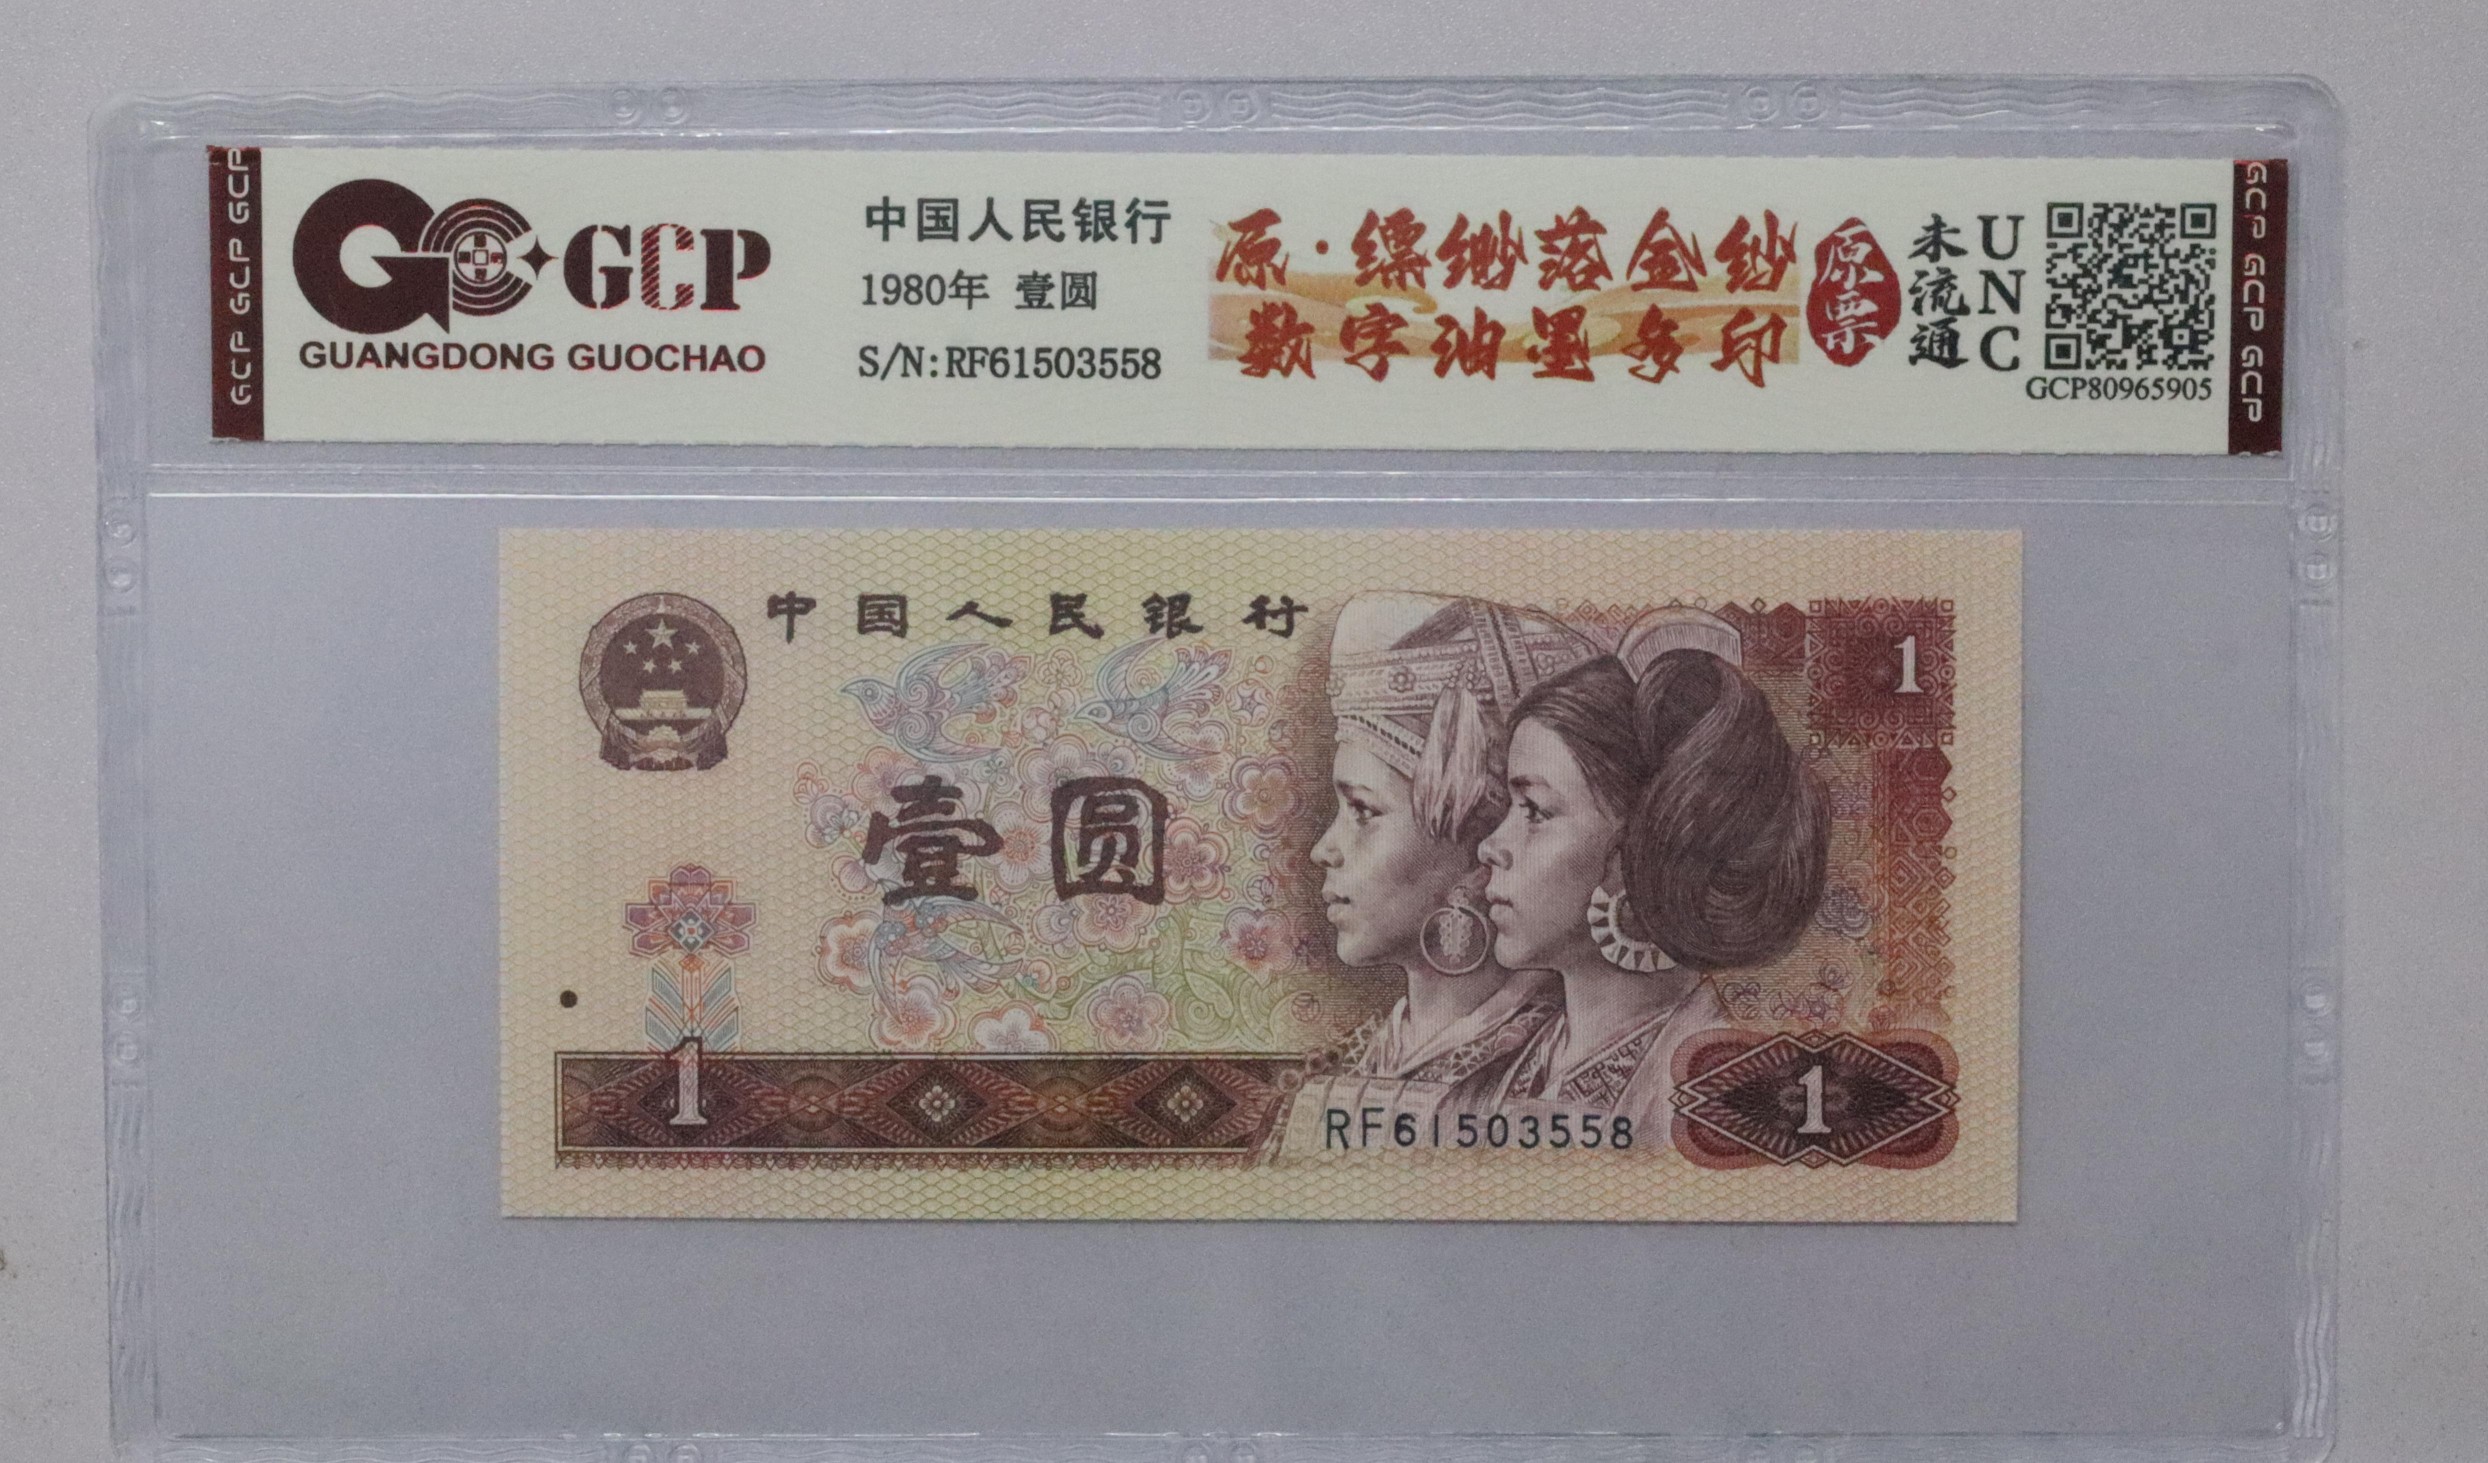 GCP GCP GCP
GCP
GUANGDONG GUOCHAO
中国人民银行
1980年 壹圆
S/N:RF61503558
原·缥缈落金纱
数字油墨多印
原票
未流通
UNC
GCP80965905
GCP GCP GCP
中国人民银行
1
壹圆
1
RF61503558
1